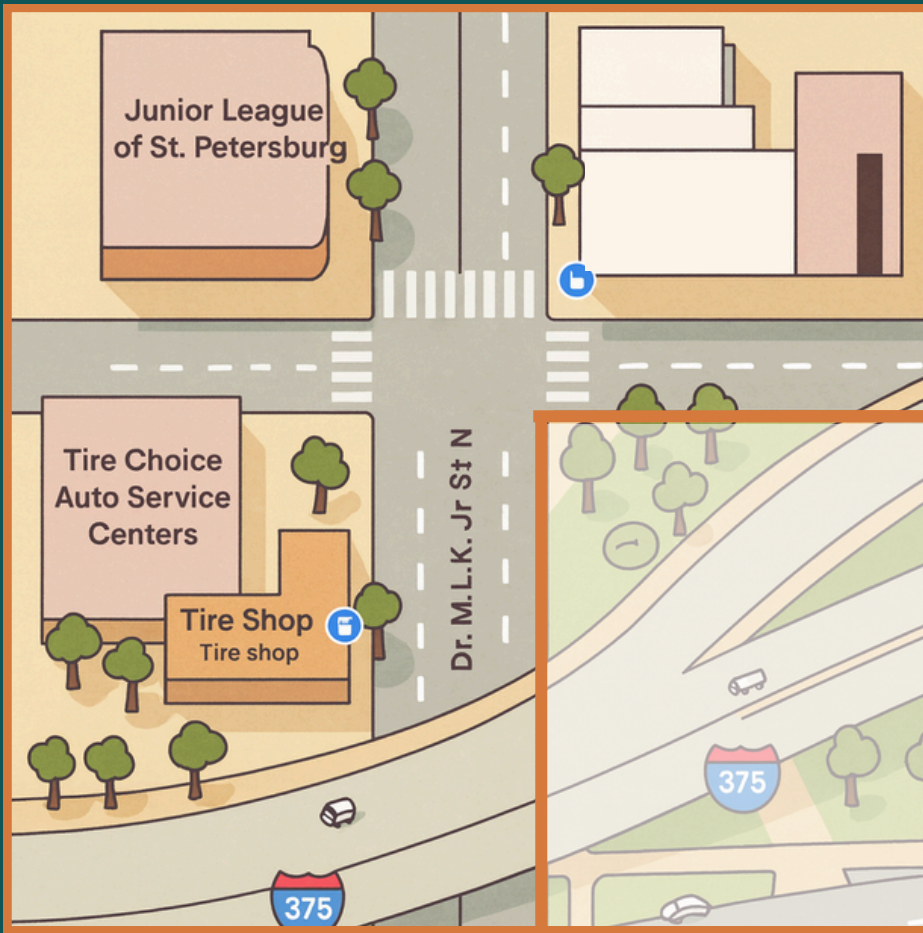 Junior League
of St. Petersburg
Tire Choice
Auto Service
Centers
Tire Shop
Tire shop
Dr. M.L.K. Jr St N
375
375